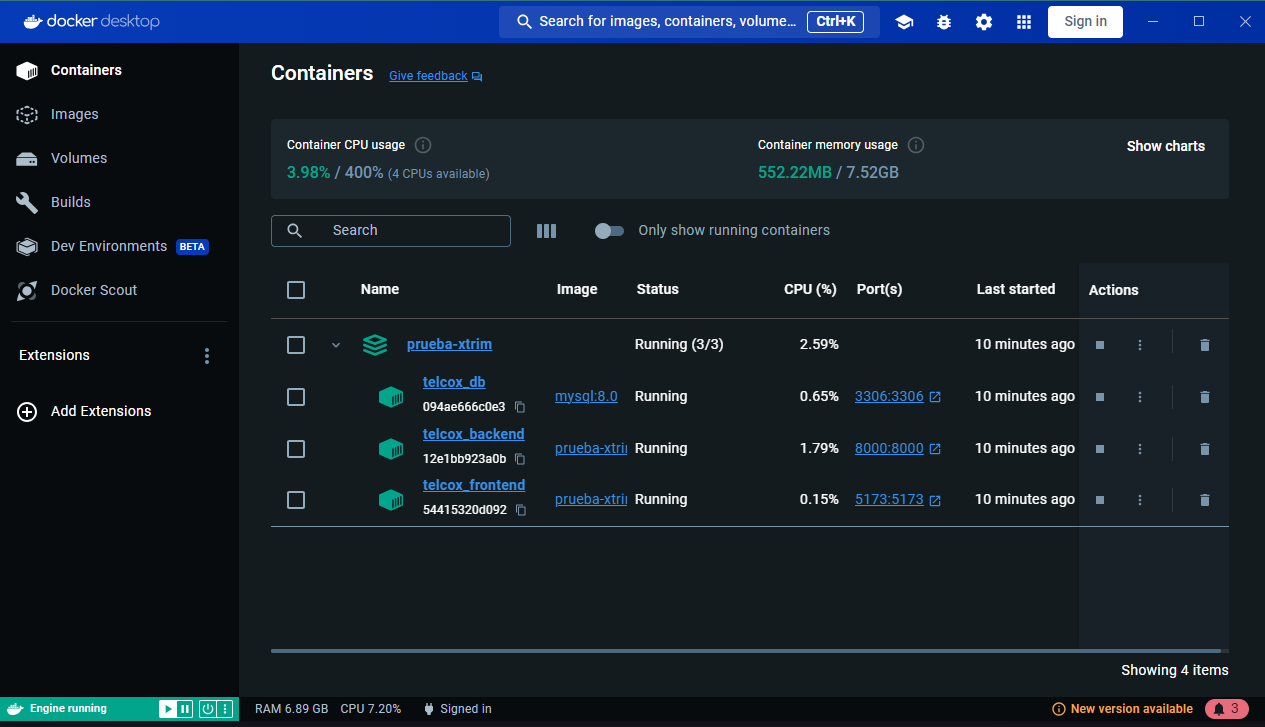 docker desktop
Search for images, containers, volume... Ctrl+K
Sign in
Containers
Images
Volumes
Builds
Dev Environments BETA
Docker Scout
Extensions
Add Extensions
Containers Give feedback
Container CPU usage
3.98% / 400% (4 CPUs available)
Container memory usage
552.22MB / 7.52GB
Show charts
Search
Only show running containers
Name Image Status CPU (%) Port(s) Last started Actions
prueba-xtrim Running (3/3) 2.59% 10 minutes ago
telcox_db
094ae666c0e3
mysql:8.0 Running 0.65% 3306:3306 10 minutes ago
telcox_backend
12e1bb923a0b
prueba-xtrim Running 1.79% 8000:8000 10 minutes ago
telcox_frontend
54415320d092
prueba-xtri Running 0.15% 5173:5173 10 minutes ago
Showing 4 items
Engine running
RAM 6.89 GB CPU 7.20% Signed in
New version available 3